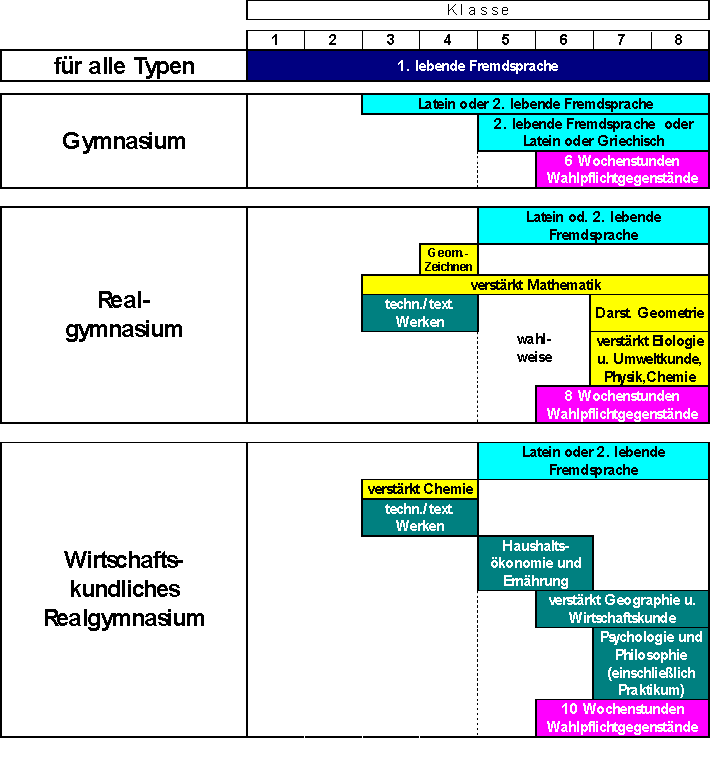 Klasse
1 2 3 4 5 6 7 8
für alle Typen
1. lebende Fremdsprache
Gymnasium
Latein oder 2. lebende Fremdsprache
2. lebende Fremdsprache oder
Latein oder Griechisch
6 Wochenstunden
Wahlpflichtgegenstände
Real-
gymnasium
Latein od. 2. lebende
Fremdsprache
Geom.-
Zeichnen
verstärkt Mathematik
techn./text.
Werken
wahl-
weise
Darst. Geometrie
verstärkt Biologie
u. Umweltkunde,
Physik,Chemie
8 Wochenstunden
Wahlpflichtgegenstände
Wirtschafts-
kundliches
Realgymnasium
Latein oder 2. lebende
Fremdsprache
verstärkt Chemie
techn./text.
Werken
Haushalts-
ökonomie und
Ernährung
verstärkt Geographie u.
Wirtschaftskunde
Psychologie und
Philosophie
(einschließlich
Praktikum)
10 Wochenstunden
Wahlpflichtgegenstände